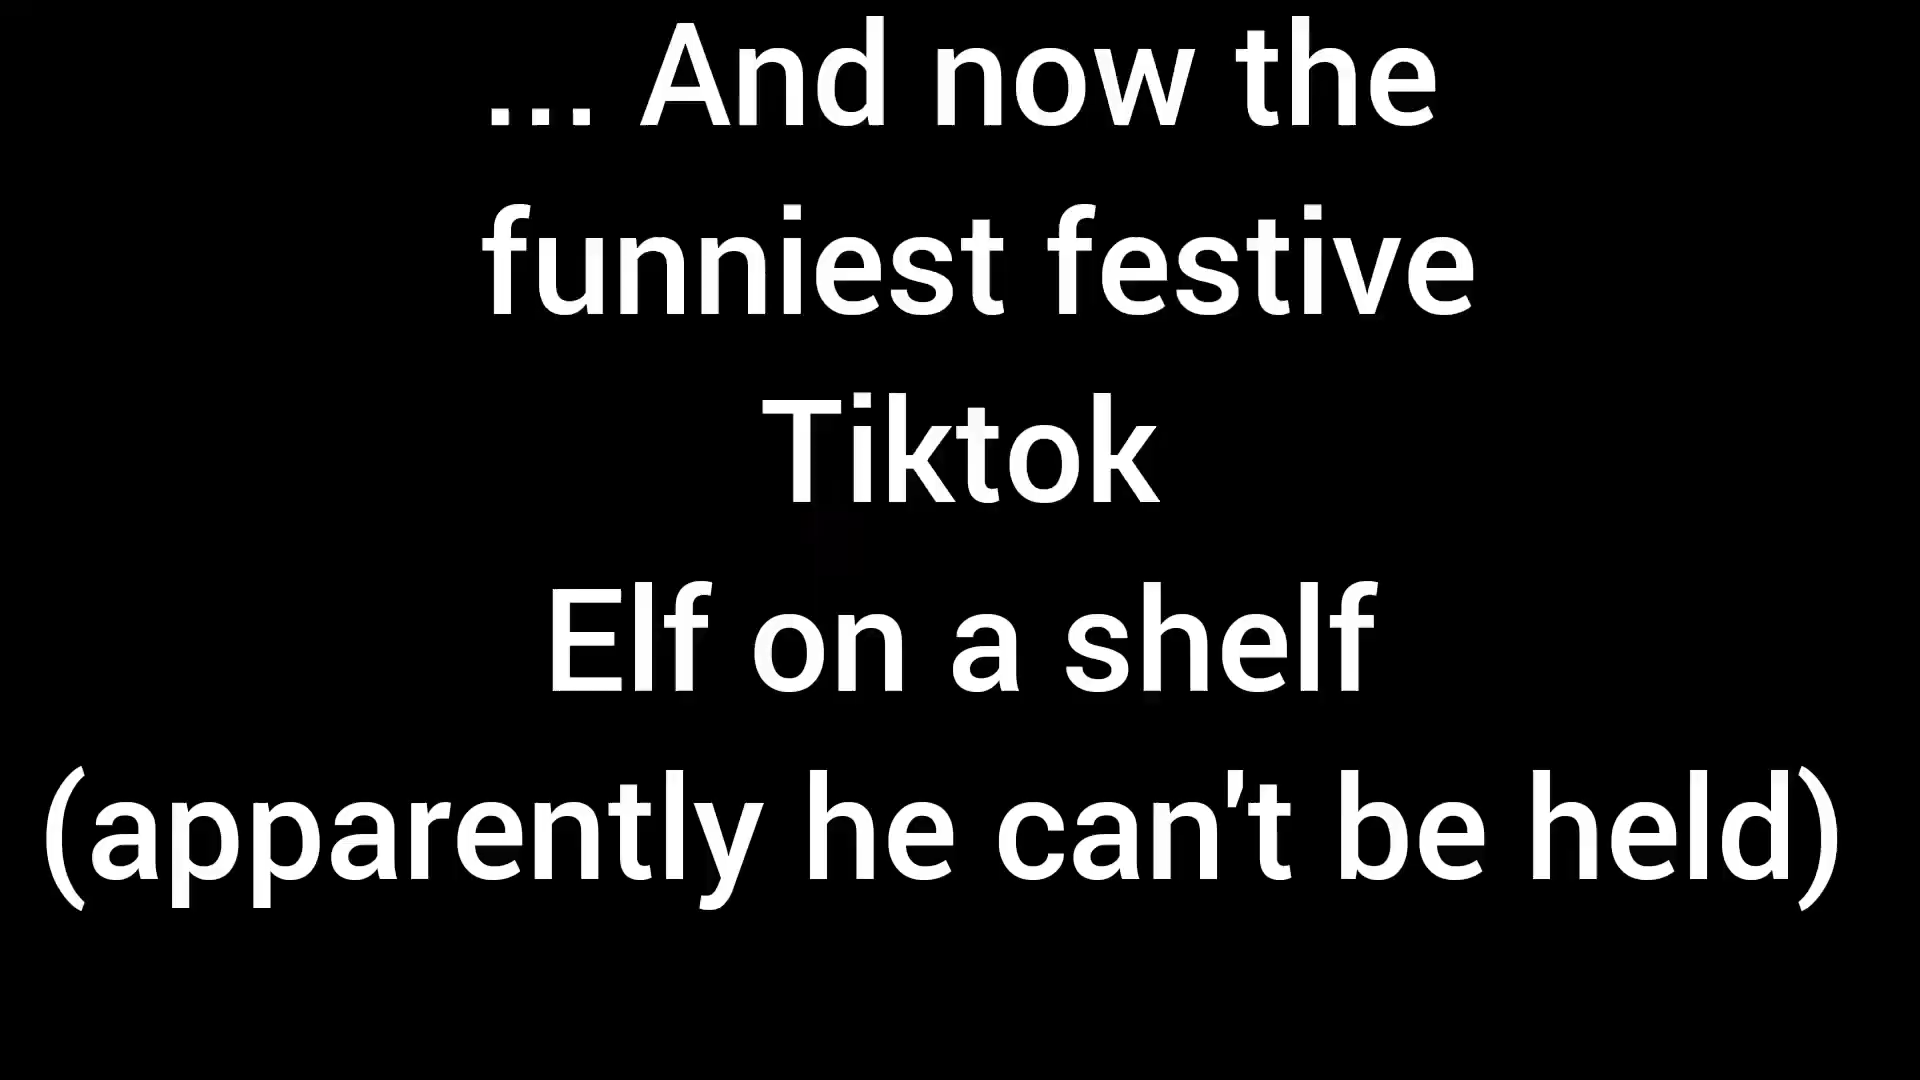 ... And now the
funniest festive
Tiktok
Elf on a shelf
(apparently he can't be held)